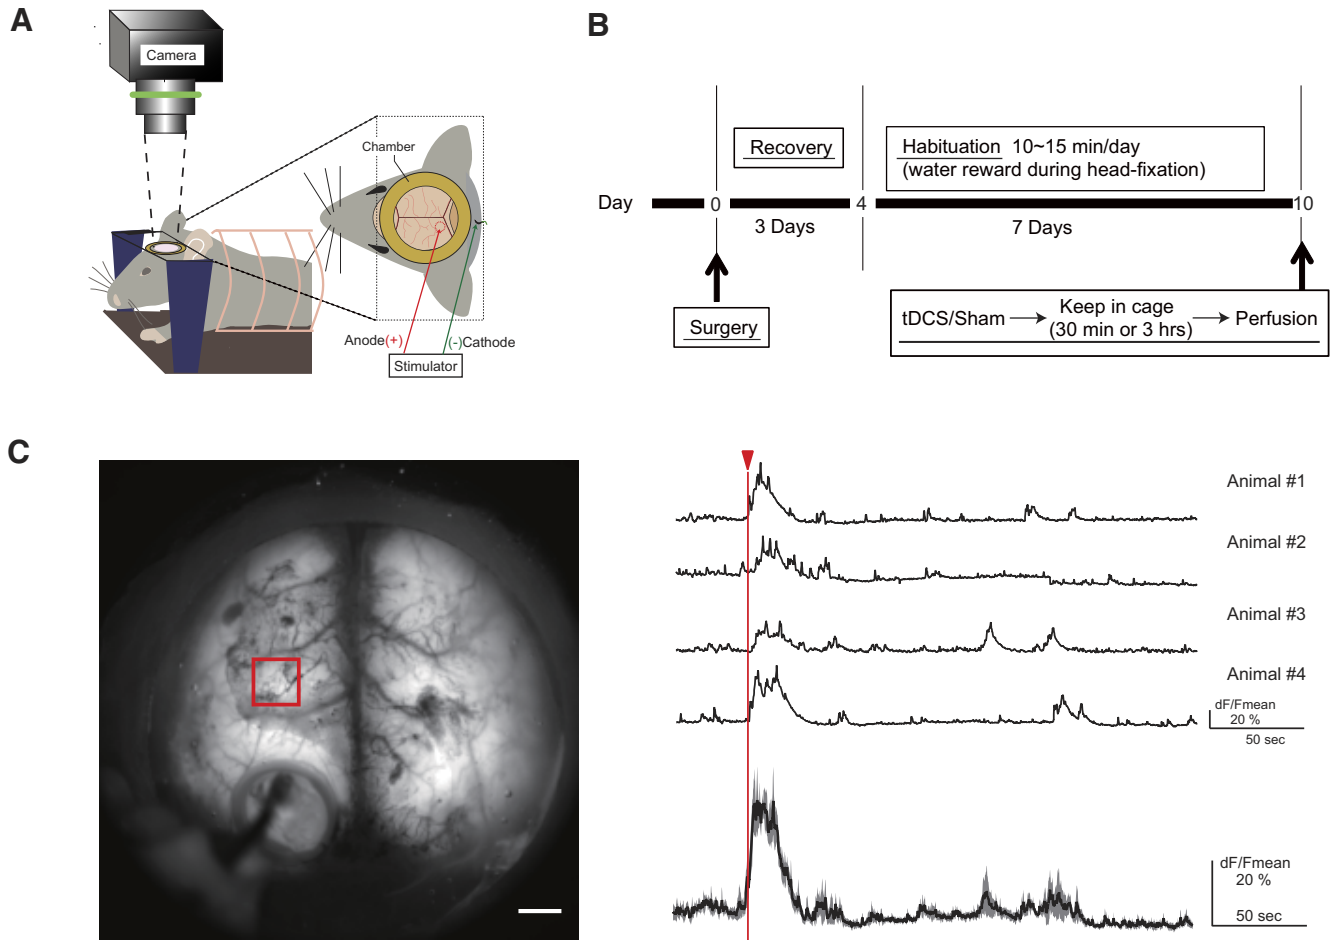 A
Camera
Chamber
Anode(+)
(-)Cathode
Stimulator
B
Recovery
Habituation 10~15 min/day
(water reward during head-fixation)
Day
0
4
10
3 Days
7 Days
Surgery
tDCS/Sham
Keep in cage
(30 min or 3 hrs)
Perfusion
C
Animal #1
Animal #2
Animal #3
Animal #4
dF/Fmean
20 %
50 sec
dF/Fmean
20 %
50 sec